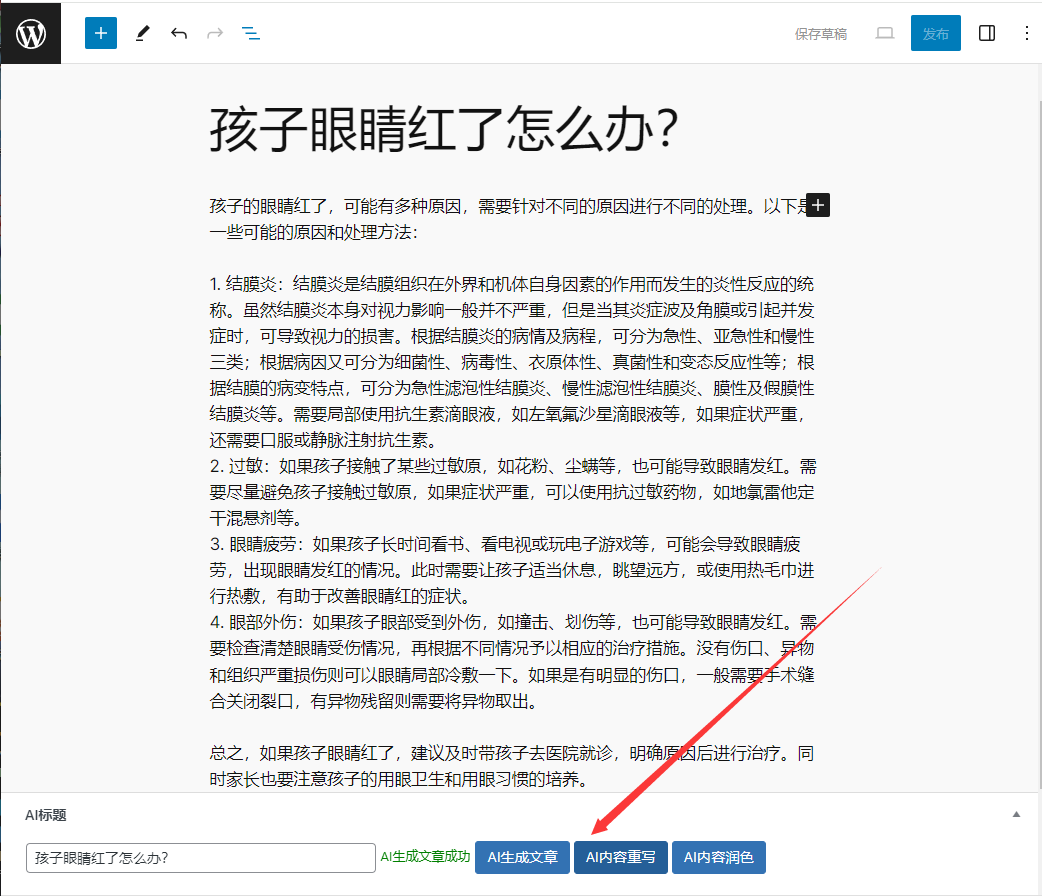 保存草稿
发布
孩子眼睛红了怎么办？
孩子的眼睛红了，可能有多种原因，需要针对不同的原因进行不同的处理。以下是
一些可能的原因和处理方法：
1. 结膜炎：结膜炎是结膜组织在外界和机体自身因素的作用而发生的炎性反应的统
称。虽然结膜炎本身对视力影响一般并不严重，但是当其炎症波及角膜或引起并发
症时，可导致视力的损害。根据结膜炎的病情及病程，可分为急性、亚急性和慢性
三类；根据病因又可分为细菌性、病毒性、衣原体性、真菌性和变态反应性等；根
据结膜的病变特点，可分为急性滤泡性结膜炎、慢性滤泡性结膜炎、膜性及假膜性
结膜炎等。需要局部使用抗生素滴眼液，如左氧氟沙星滴眼液等，如果症状严重，
还需要口服或静脉注射抗生素。
2. 过敏：如果孩子接触了某些过敏原，如花粉、尘螨等，也可能导致眼睛发红。需
要尽量避免孩子接触过敏原，如果症状严重，可以使用抗过敏药物，如地氯雷他定
干混悬剂等。
3. 眼睛疲劳：如果孩子长时间看书、看电视或玩电子游戏等，可能会导致眼睛疲
劳，出现眼睛发红的情况。此时需要让孩子适当休息，眺望远方，或使用热毛巾进
行热敷，有助于改善眼睛红的症状。
4. 眼部外伤：如果孩子眼部受到外伤，如撞击、划伤等，也可能导致眼睛发红。需
要检查清楚眼睛受伤情况，再根据不同情况予以相应的治疗措施。没有伤口、异物
和组织严重损伤则可以眼睛局部冷敷一下。如果是有明显的伤口，一般需要手术缝
合关闭裂口，有异物残留则需要将异物取出。
总之，如果孩子眼睛红了，建议及时带孩子去医院就诊，明确原因后进行治疗。同
时家长也要注意孩子的用眼卫生和用眼习惯的培养。
AI标题
孩子眼睛红了怎么办？ AI生成文章成功 AI生成文章 AI内容重写 AI内容润色